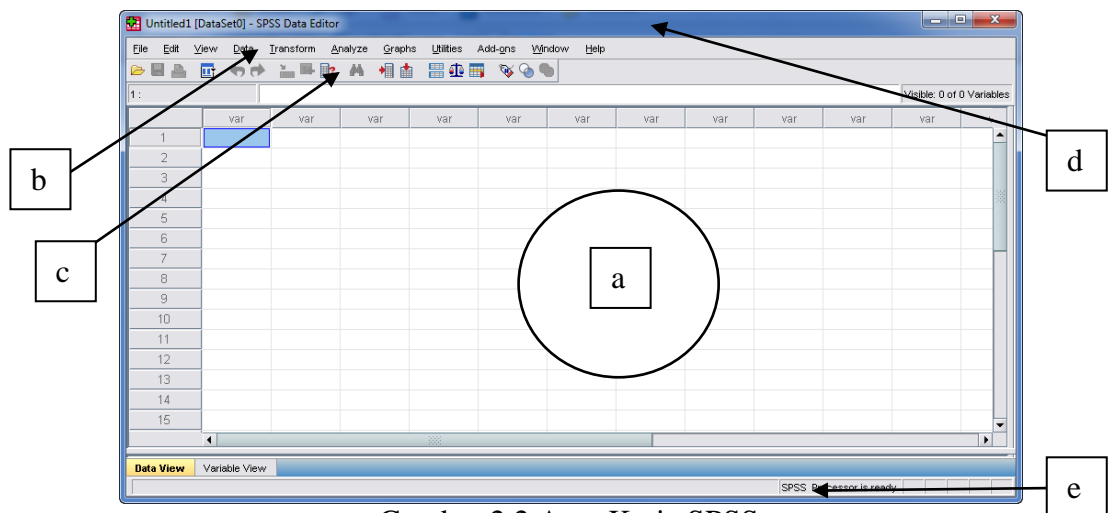 Untitled1 [DataSet0] - SPSS Data Editor
File Edit View Data Transform Analyze Graphs Utilities Add-ons Window Help
1 : Visible: 0 of 0 Variables
var var var var var var var var var var var
1
2
3
4
5
6
7
8
9
10
11
12
13
14
15
b
c
a
d
e
Data View Variable View
SPSS Processor is ready